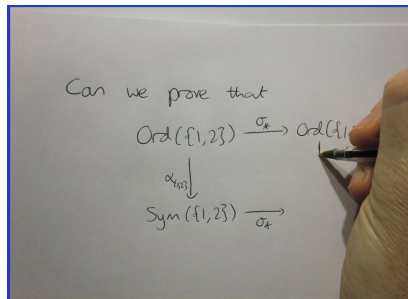 Can we prove that
Ord({1,2}) σ* Ord({1,
α{1,2}
Sym({1,2}) σ*